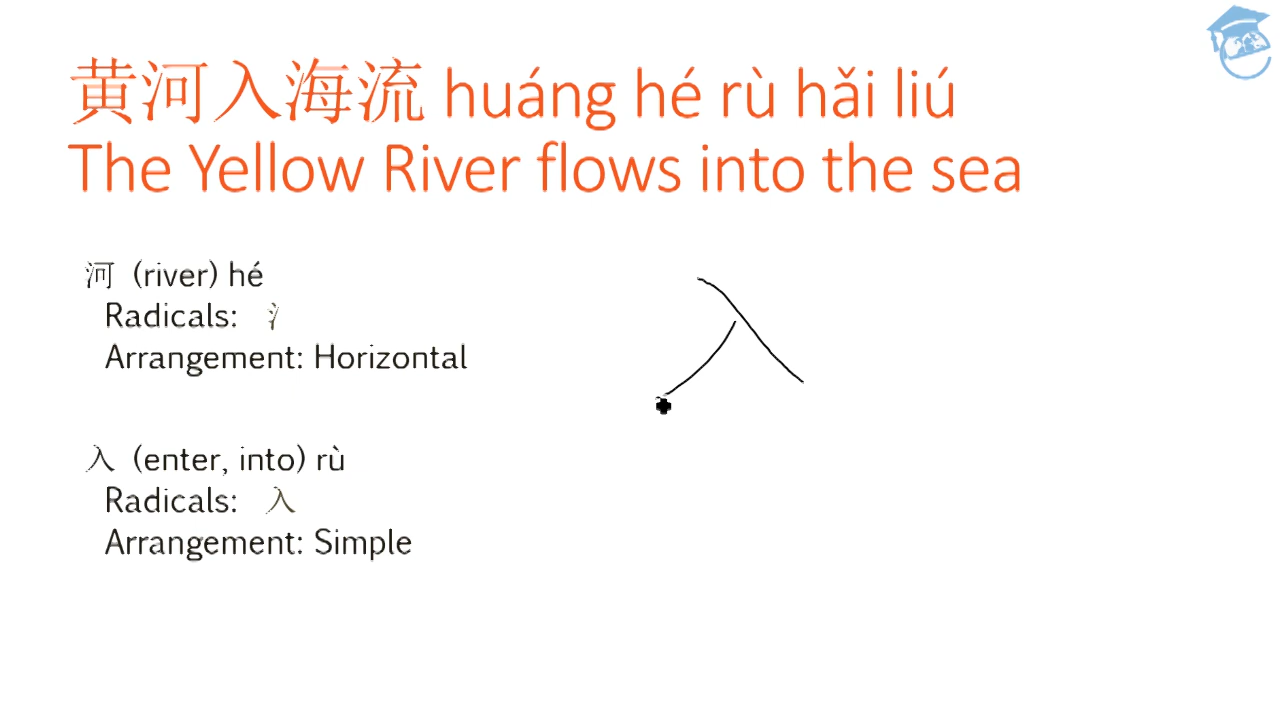 黄河入海流 huáng hé rù hǎi liú
The Yellow River flows into the sea
河 (river) hé
Radicals: 氵
Arrangement: Horizontal
入 (enter, into) rù
Radicals: 入
Arrangement: Simple
入